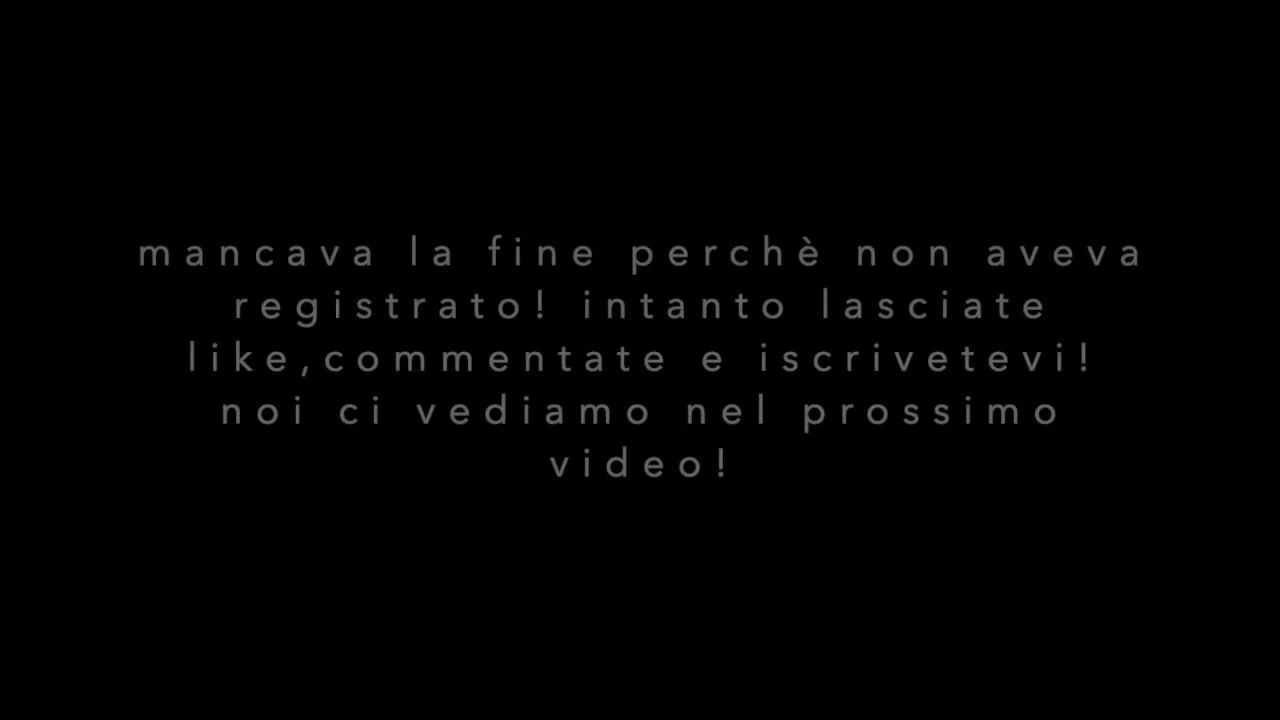 mancava la fine perchè non aveva
registrato! intanto lasciate
like,commentate e iscrivetevi!
noi ci vediamo nel prossimo
video!